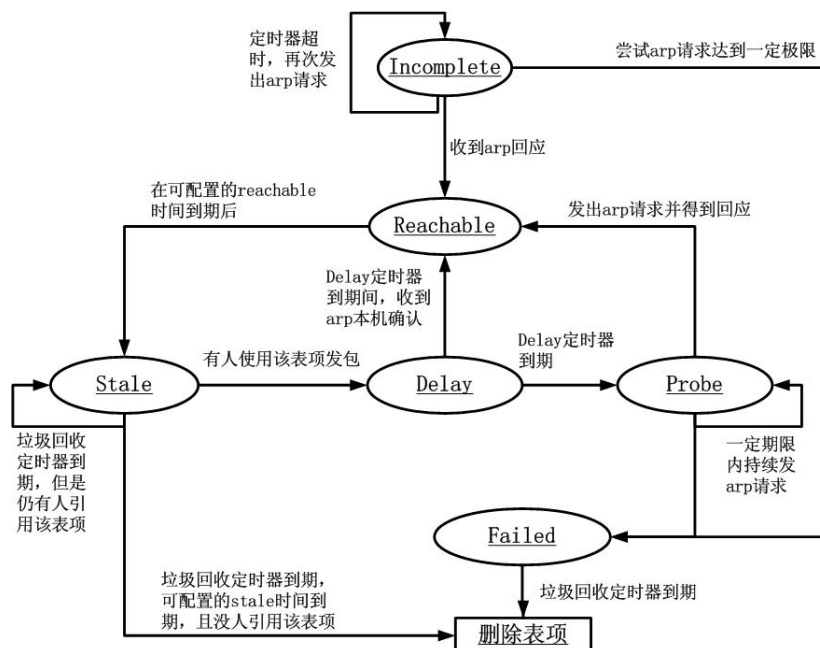 定时器超
时，再次发
出arp请求
Incomplete
尝试arp请求达到一定极限
收到arp回应
在可配置的reachable
时间到期后
Reachable
发出arp请求并得到回应
Delay定时器
到期间，收到
arp本机确认
有人使用该表项发包
Delay定时器
到期
Stale
Delay
Probe
垃圾回收
定时器到
期，但是
仍有人引
用该表项
一定期限
内持续发
arp请求
Failed
垃圾回收定时器到期，
可配置的stale时间到
期，且没人引用该表项
垃圾回收定时器到期
删除表项